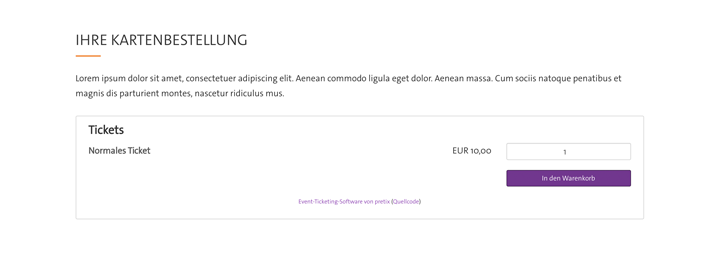 IHRE KARTENBESTELLUNG
Lorem ipsum dolor sit amet, consectetuer adipiscing elit. Aenean commodo ligula eget dolor. Aenean massa. Cum sociis natoque penatibus et
magnis dis parturient montes, nascetur ridiculus mus.
Tickets
Normales Ticket EUR 10,00 1
In den Warenkorb
Event-Ticketing-Software von pretix (Quellcode)